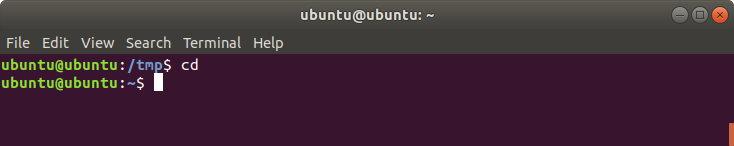 ubuntu@ubuntu: ~
File Edit View Search Terminal Help
ubuntu@ubuntu:/tmp$ cd
ubuntu@ubuntu:~$